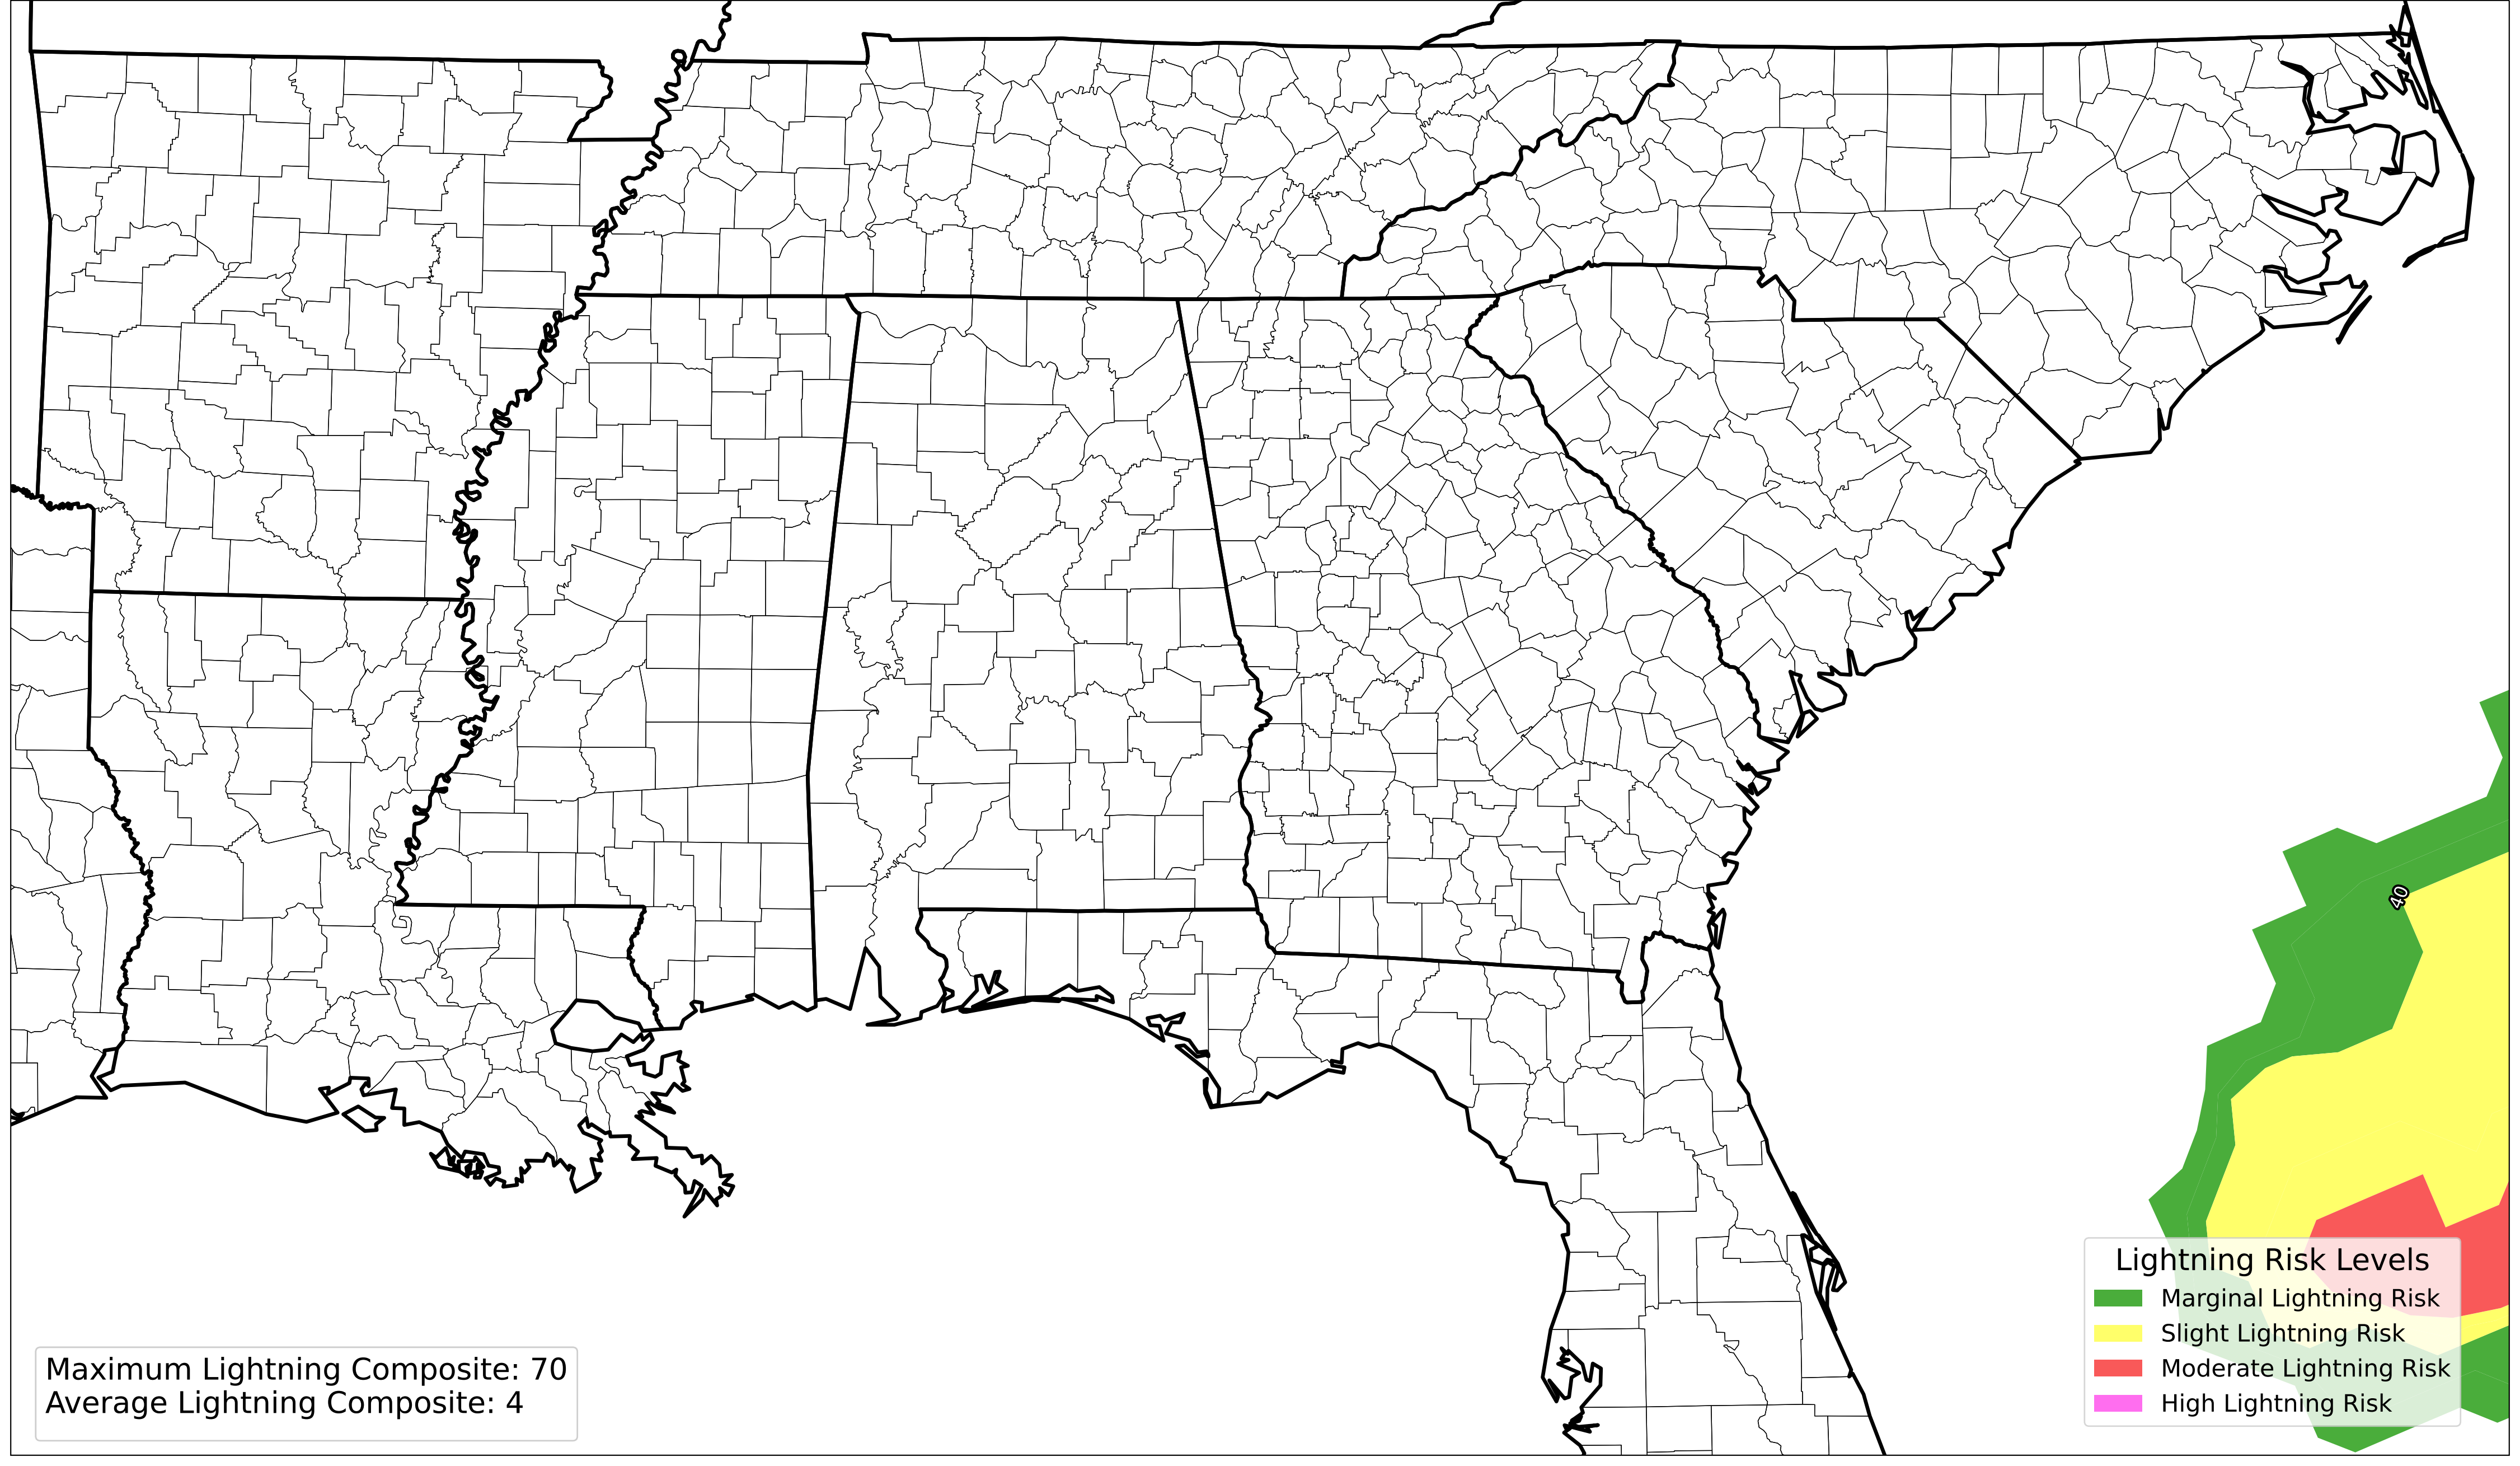 40
Lightning Risk Levels
Marginal Lightning Risk
Slight Lightning Risk
Moderate Lightning Risk
High Lightning Risk
Maximum Lightning Composite: 70
Average Lightning Composite: 4